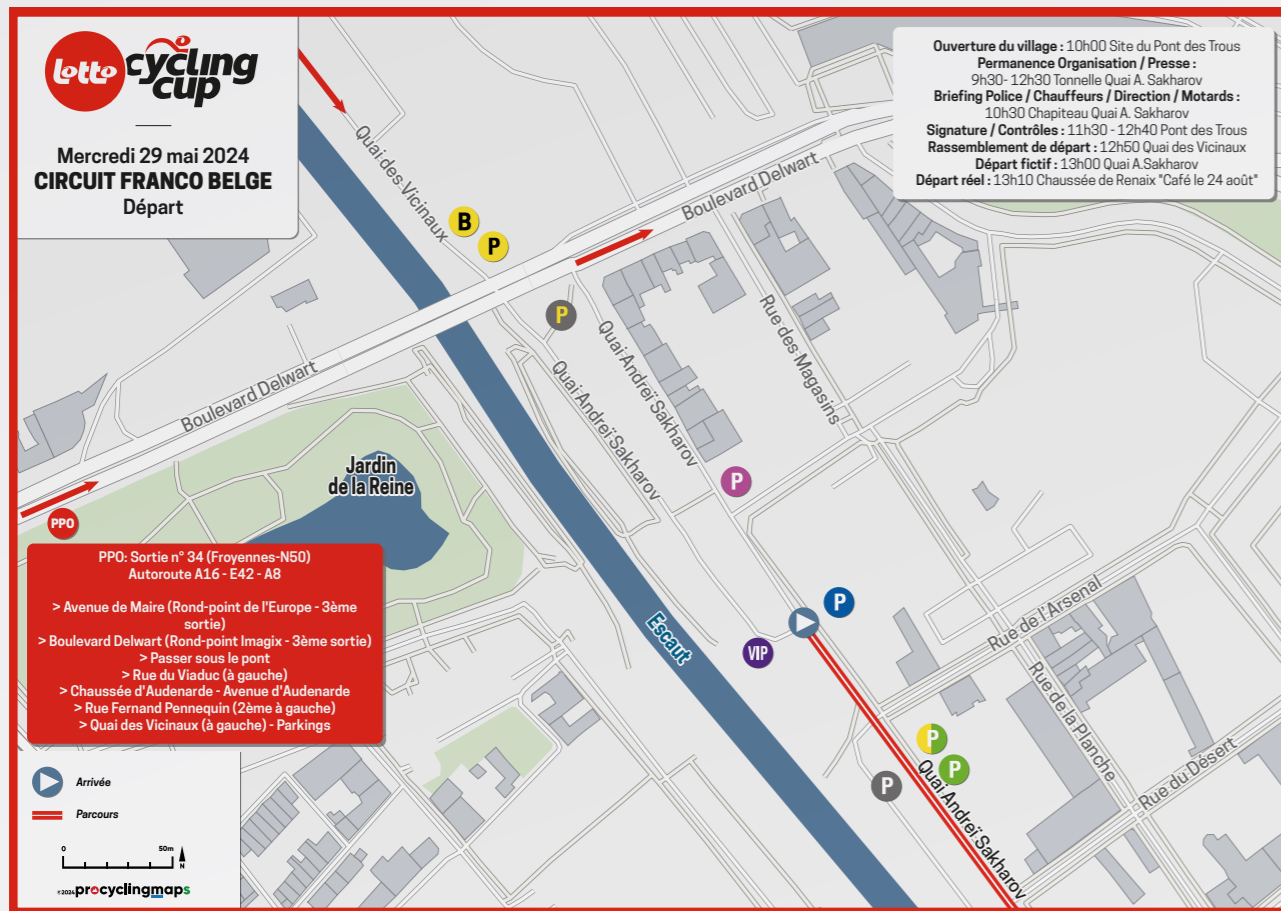 Lotto cycling cup
Mercredi 29 mai 2024
CIRCUIT FRANCO BELGE
Départ
Ouverture du village : 10h00 Site du Pont des Trous
Permanence Organisation / Presse :
9h30- 12h30 Tonnelle Quai A. Sakharov
Briefing Police / Chauffeurs / Direction / Motards :
10h30 Chapiteau Quai A. Sakharov
Signature / Contrôles : 11h30 - 12h40 Pont des Trous
Rassemblement de départ : 12h50 Quai des Vicinaux
Départ fictif : 13h00 Quai A.Sakharov
Départ réel : 13h10 Chaussée de Renaix "Café le 24 août"
Quai des Vicinaux
B
P
Boulevard Delwart
P
Quai Andreï Sakharov
Quai Andreï Sakharov
Rue des Magasins
Boulevard Delwart
Jardin
de la Reine
P
PPO
PPO: Sortie n° 34 (Froyennes-N50)
Autoroute A16 - E42 - A8
> Avenue de Maire (Rond-point de l'Europe - 3ème
sortie)
> Boulevard Delwart (Rond-point Imagix - 3ème sortie)
> Passer sous le pont
> Rue du Viaduc (à gauche)
> Chaussée d'Audenarde - Avenue d'Audenarde
> Rue Fernand Pennequin (2ème à gauche)
> Quai des Vicinaux (à gauche) - Parkings
Escaut
P
VIP
Rue de l'Arsenal
Rue de la Planche
Rue du Désert
P
P
P
Quai Andreï Sakharov
Arrivée
Parcours
0 50m
N
©2024 procyclingmaps